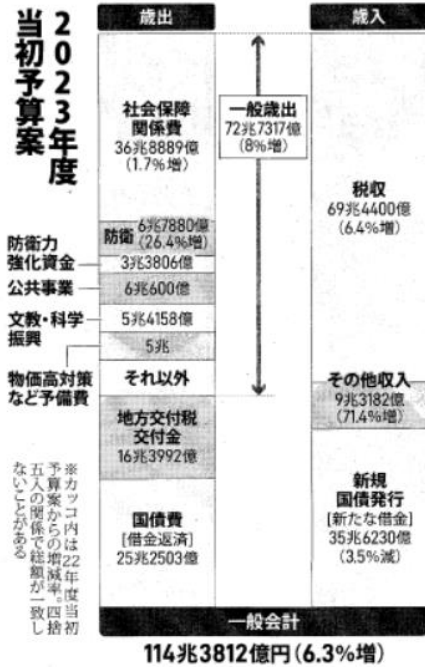 2023年度
当初予算案
歳出
歳入
社会保障
関係費
36兆8889億
(1.7%増)
一般歳出
72兆7317億
(8%増)
税収
69兆4400億
(6.4%増)
防衛 6兆7880億
(26.4%増)
防衛力
強化資金
3兆3806億
公共事業
6兆600億
文教・科学
振興
5兆4158億
5兆
物価高対策
など予備費
それ以外
その他収入
9兆3182億
(71.4%増)
地方交付税
交付金
16兆3992億
国債費
[借金返済]
25兆2503億
新規
国債発行
[新たな借金]
35兆6230億
(3.5%減)
※カッコ内は22年度当初
予算案からの増減率。四捨
五入の関係で総額が一致し
ないことがある
一般会計
114兆3812億円(6.3%増)